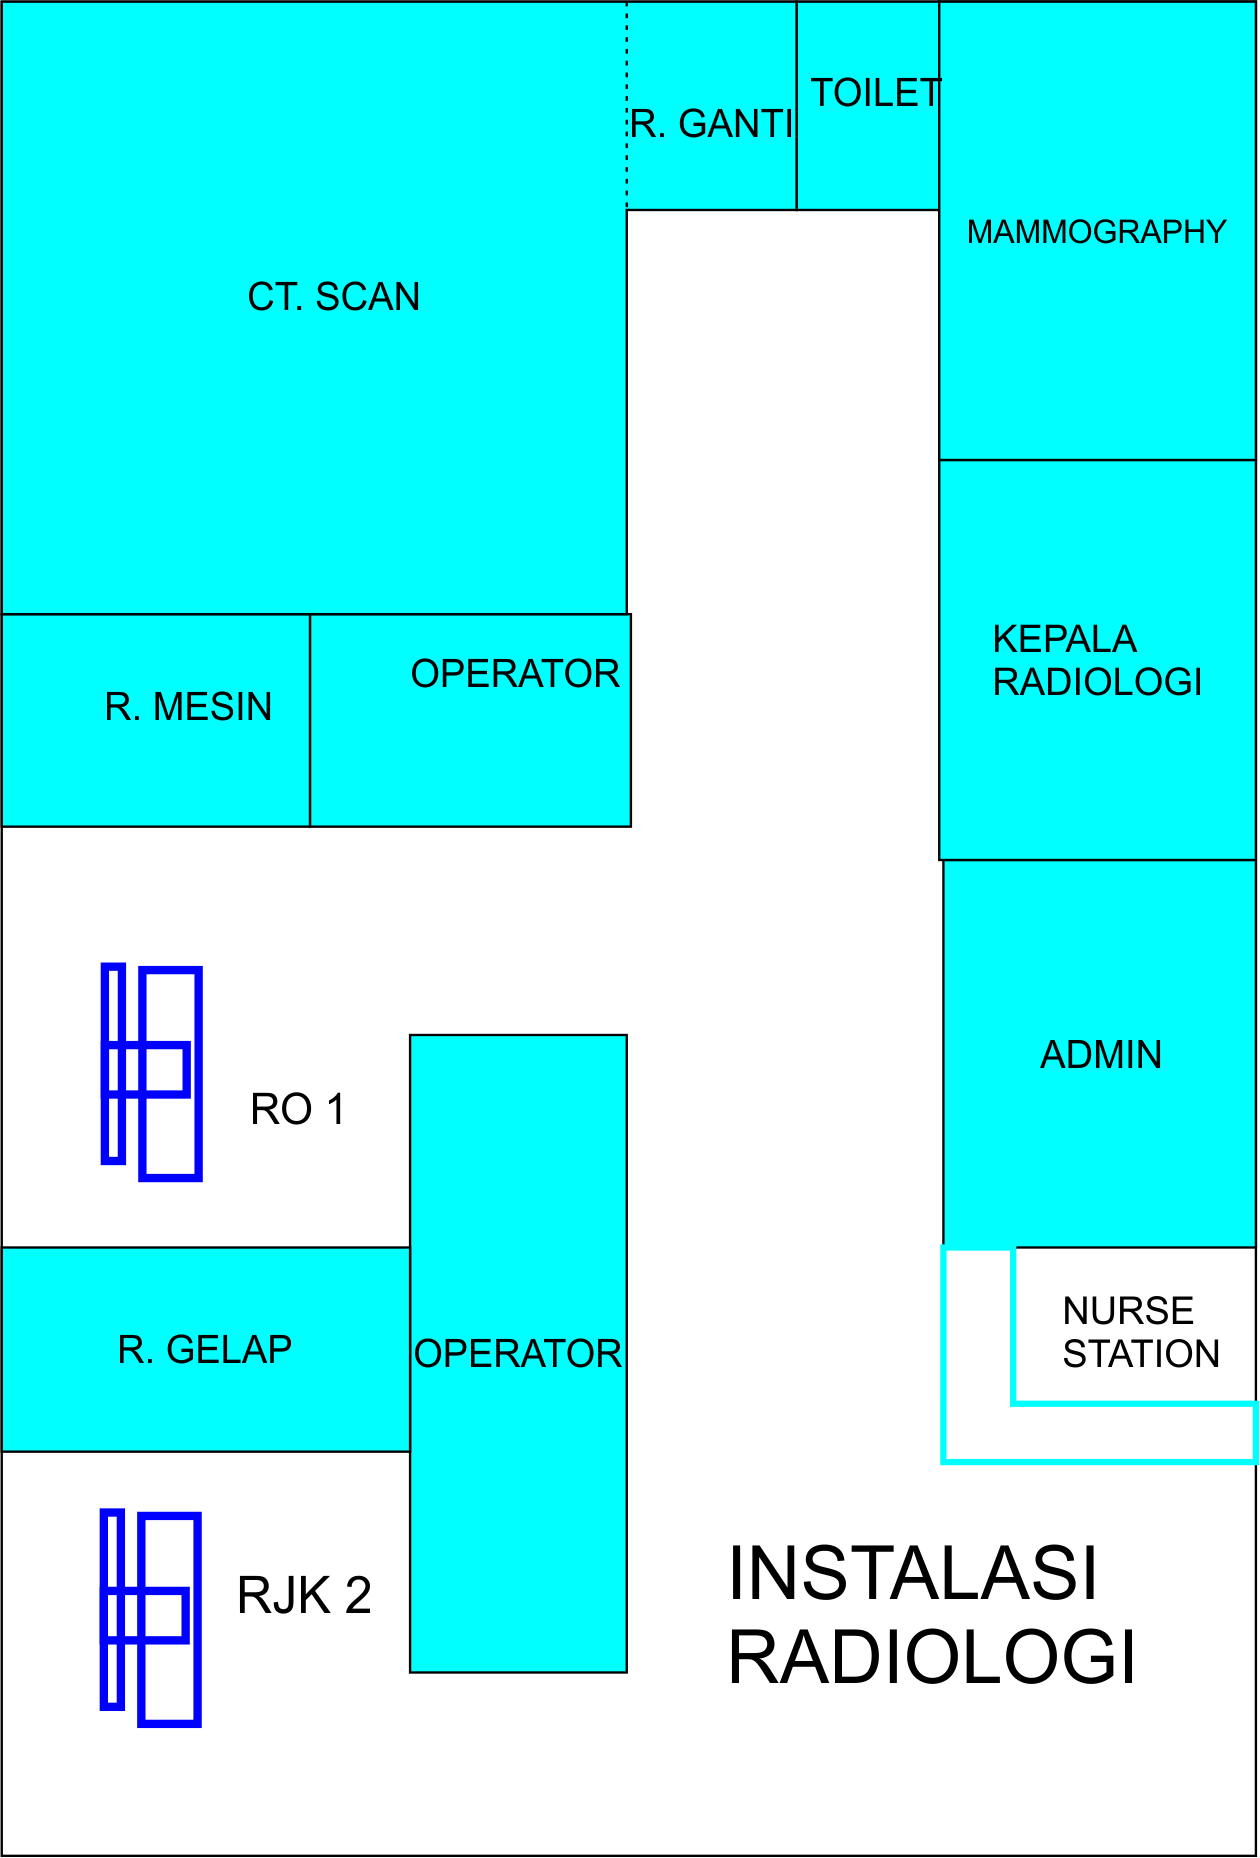 TOILET
R. GANTI
MAMMOGRAPHY
CT. SCAN
KEPALA
RADIOLOGI
OPERATOR
R. MESIN
ADMIN
RO 1
NURSE
STATION
R. GELAP
OPERATOR
RJK 2
INSTALASI
RADIOLOGI